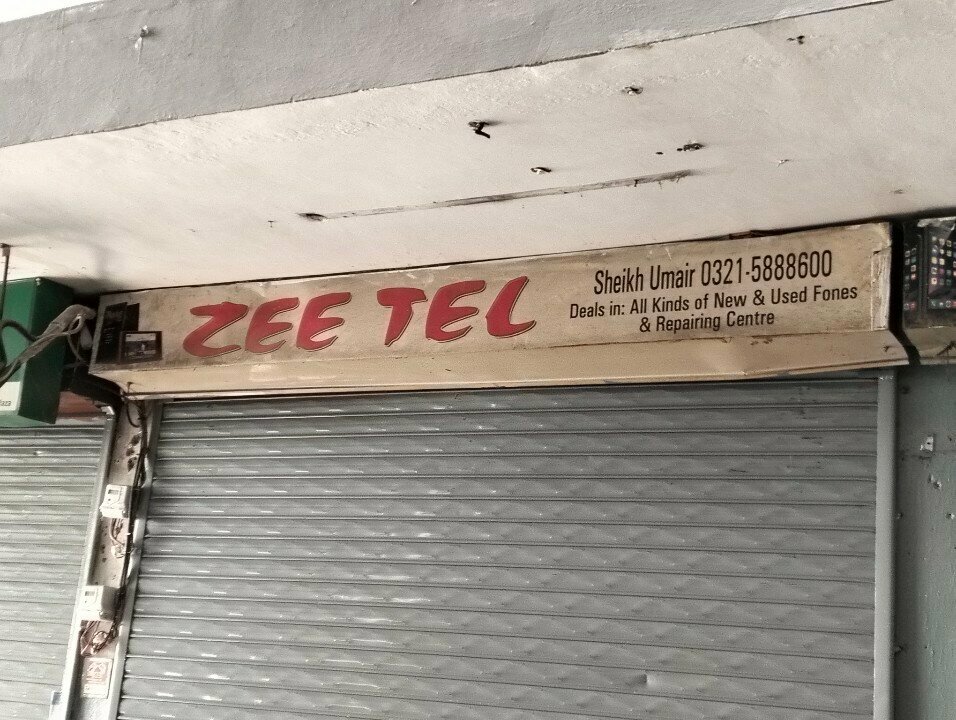 ZEE TEL
Sheikh Umair 0321-5888600
Deals in: All Kinds of New & Used Fones
& Repairing Centre